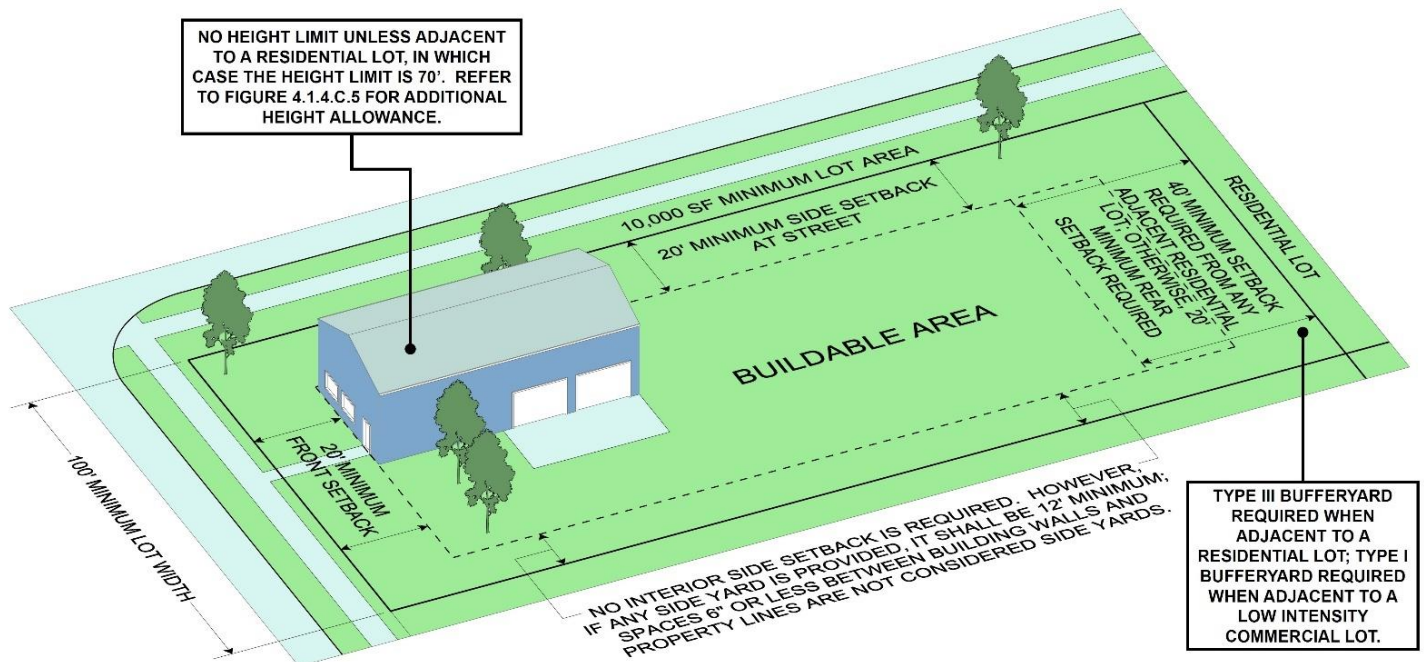 NO HEIGHT LIMIT UNLESS ADJACENT
TO A RESIDENTIAL LOT, IN WHICH
CASE THE HEIGHT LIMIT IS 70'. REFER
TO FIGURE 4.1.4.C.5 FOR ADDITIONAL
HEIGHT ALLOWANCE.
10,000 SF MINIMUM LOT AREA
20' MINIMUM SIDE SETBACK
AT STREET
RESIDENTIAL LOT
40' MINIMUM SETBACK
REQUIRED FROM ANY
ADJACENT RESIDENTIAL
LOT: OTHERWISE, 20'
MINIMUM REAR
SETBACK REQUIRED
BUILDABLE AREA
20' MINIMUM
FRONT SETBACK
100' MINIMUM LOT WIDTH
NO INTERIOR SIDE SETBACK IS REQUIRED. HOWEVER,
IF ANY SIDE YARD IS PROVIDED, IT SHALL BE 12' MINIMUM;
SPACES 6" OR LESS BETWEEN BUILDING WALLS AND
PROPERTY LINES ARE NOT CONSIDERED SIDE YARDS.
TYPE III BUFFERYARD
REQUIRED WHEN
ADJACENT TO A
RESIDENTIAL LOT; TYPE I
BUFFERYARD REQUIRED
WHEN ADJACENT TO A
LOW INTENSITY
COMMERCIAL LOT.